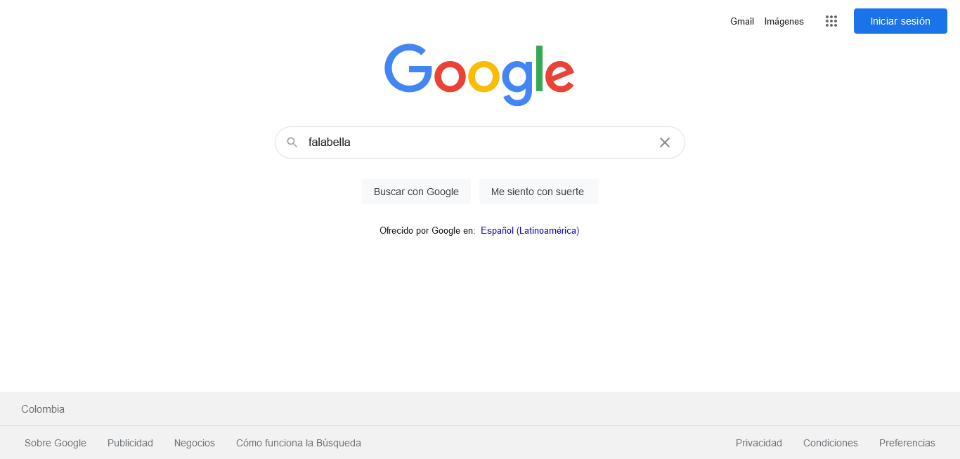 Gmail Imágenes Iniciar sesión
Google
falabella
Buscar con Google Me siento con suerte
Ofrecido por Google en: Español (Latinoamérica)
Colombia
Sobre Google Publicidad Negocios Cómo funciona la Búsqueda Privacidad Condiciones Preferencias